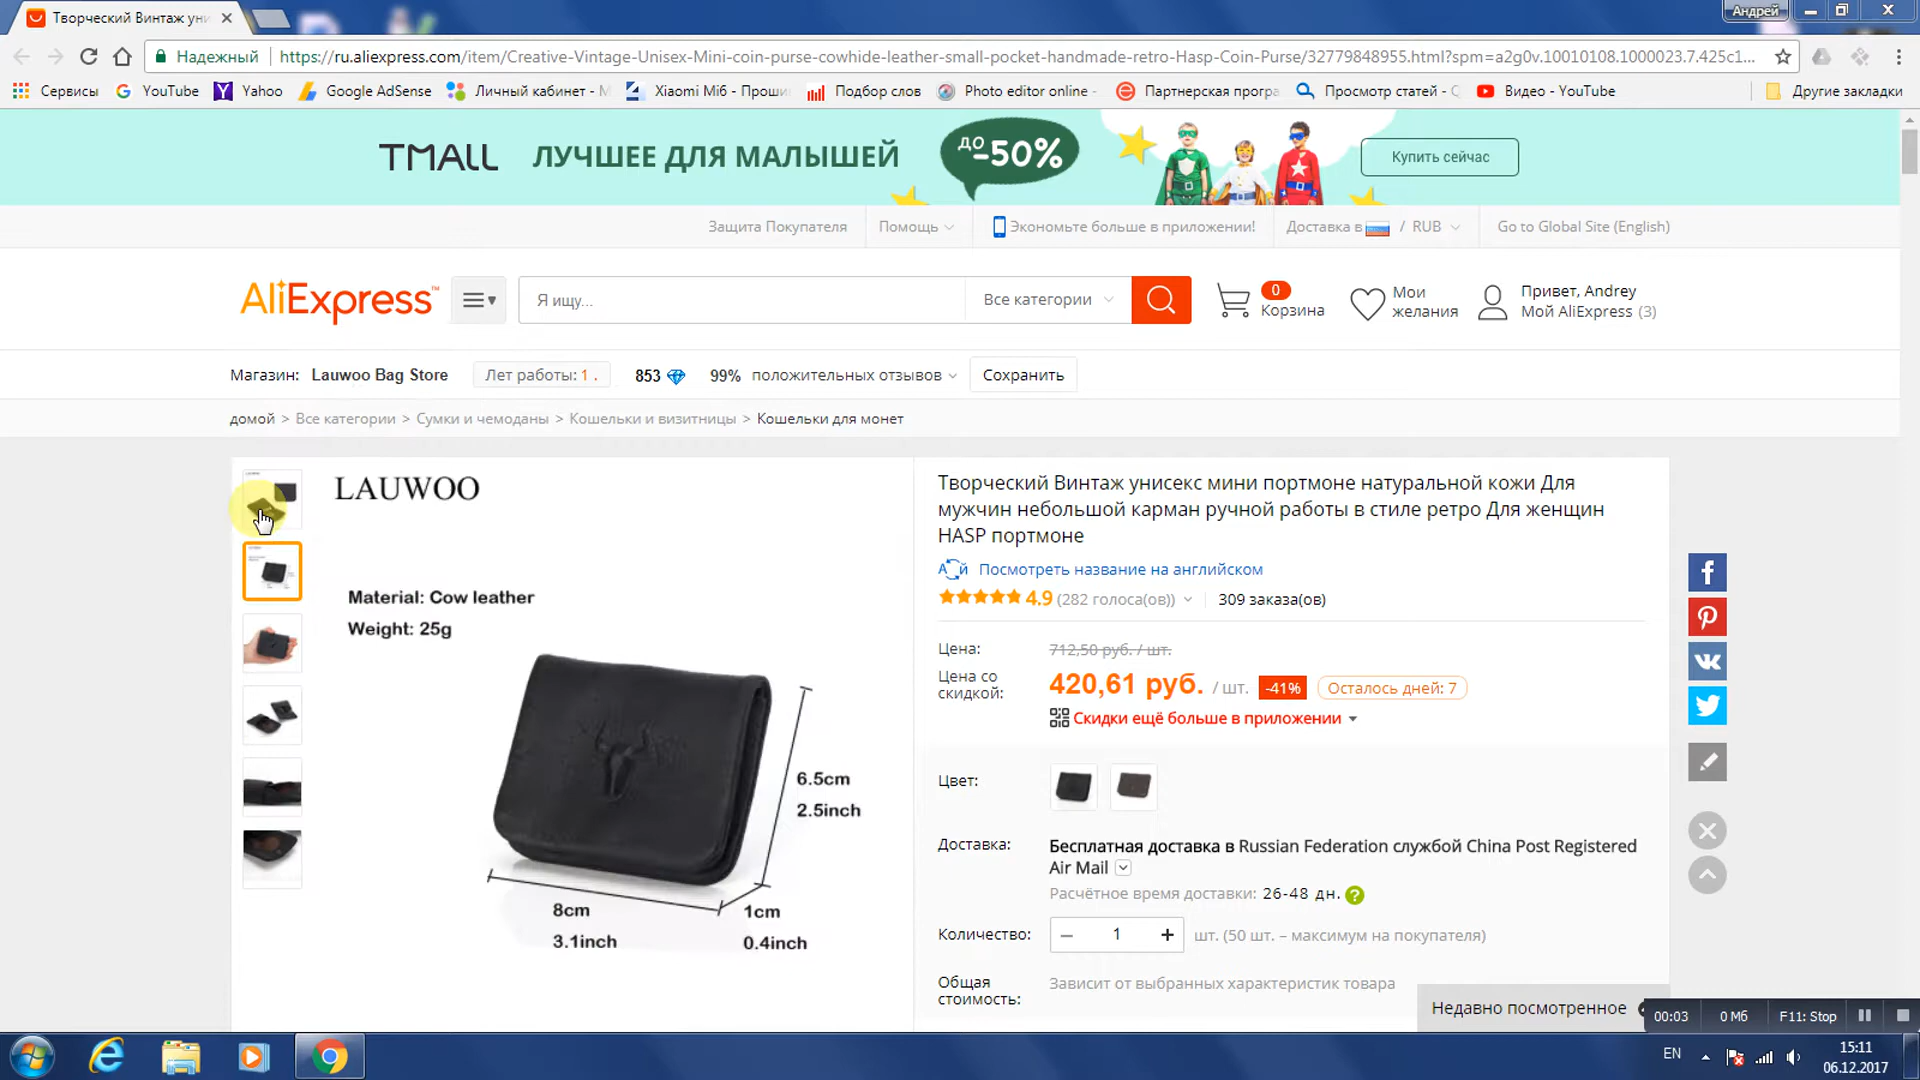 Творческий Винтаж уни
Андрей
Надежный
https://ru.aliexpress.com/item/Creative-Vintage-Unisex-Mini-coin-purse-cowhide-leather-small-pocket-handmade-retro-Hasp-Coin-Purse/32779848955.html?spm=a2g0v.10010108.1000023.7.425c1...
Сервисы YouTube Yahoo Google AdSense Личный кабинет - М Xiaomi Mi6 - Проши Подбор слов Photo editor online - Партнерская програ Просмотр статей - С Видео - YouTube Другие закладки
TMALL ЛУЧШЕЕ ДЛЯ МАЛЫШЕЙ ДО -50% Купить сейчас
Защита Покупателя Помощь Экономьте больше в приложении! Доставка в / RUB Go to Global Site (English)
AliExpress™ Я ищу... Все категории 0 Корзина Мои желания Привет, Andrey
Мой AliExpress (3)
Магазин: Lauwoo Bag Store Лет работы: 1 . 853 99% положительных отзывов Сохранить
домой > Все категории > Сумки и чемоданы > Кошельки и визитницы > Кошельки для монет
LAUWOO
Material: Cow leather
Weight: 25g
6.5cm
2.5inch
8cm
3.1inch
1cm
0.4inch
Творческий Винтаж унисекс мини портмоне натуральной кожи Для
мужчин небольшой карман ручной работы в стиле ретро Для женщин
HASP портмоне
Посмотреть название на английском
4.9 (282 голоса(ов)) 309 заказа(ов)
Цена: 712,50 руб. / шт.
Цена со
скидкой: 420,61 руб. / шт. -41% Осталось дней: 7
Скидки ещё больше в приложении
Цвет:
Доставка: Бесплатная доставка в Russian Federation службой China Post Registered
Air Mail
Расчётное время доставки: 26-48 дн. ?
Количество: − 1 + шт. (50 шт. – максимум на покупателя)
Общая
стоимость: Зависит от выбранных характеристик товара
Недавно посмотренное
00:03 0 Мб F11: Stop
EN 15:11
06.12.2017